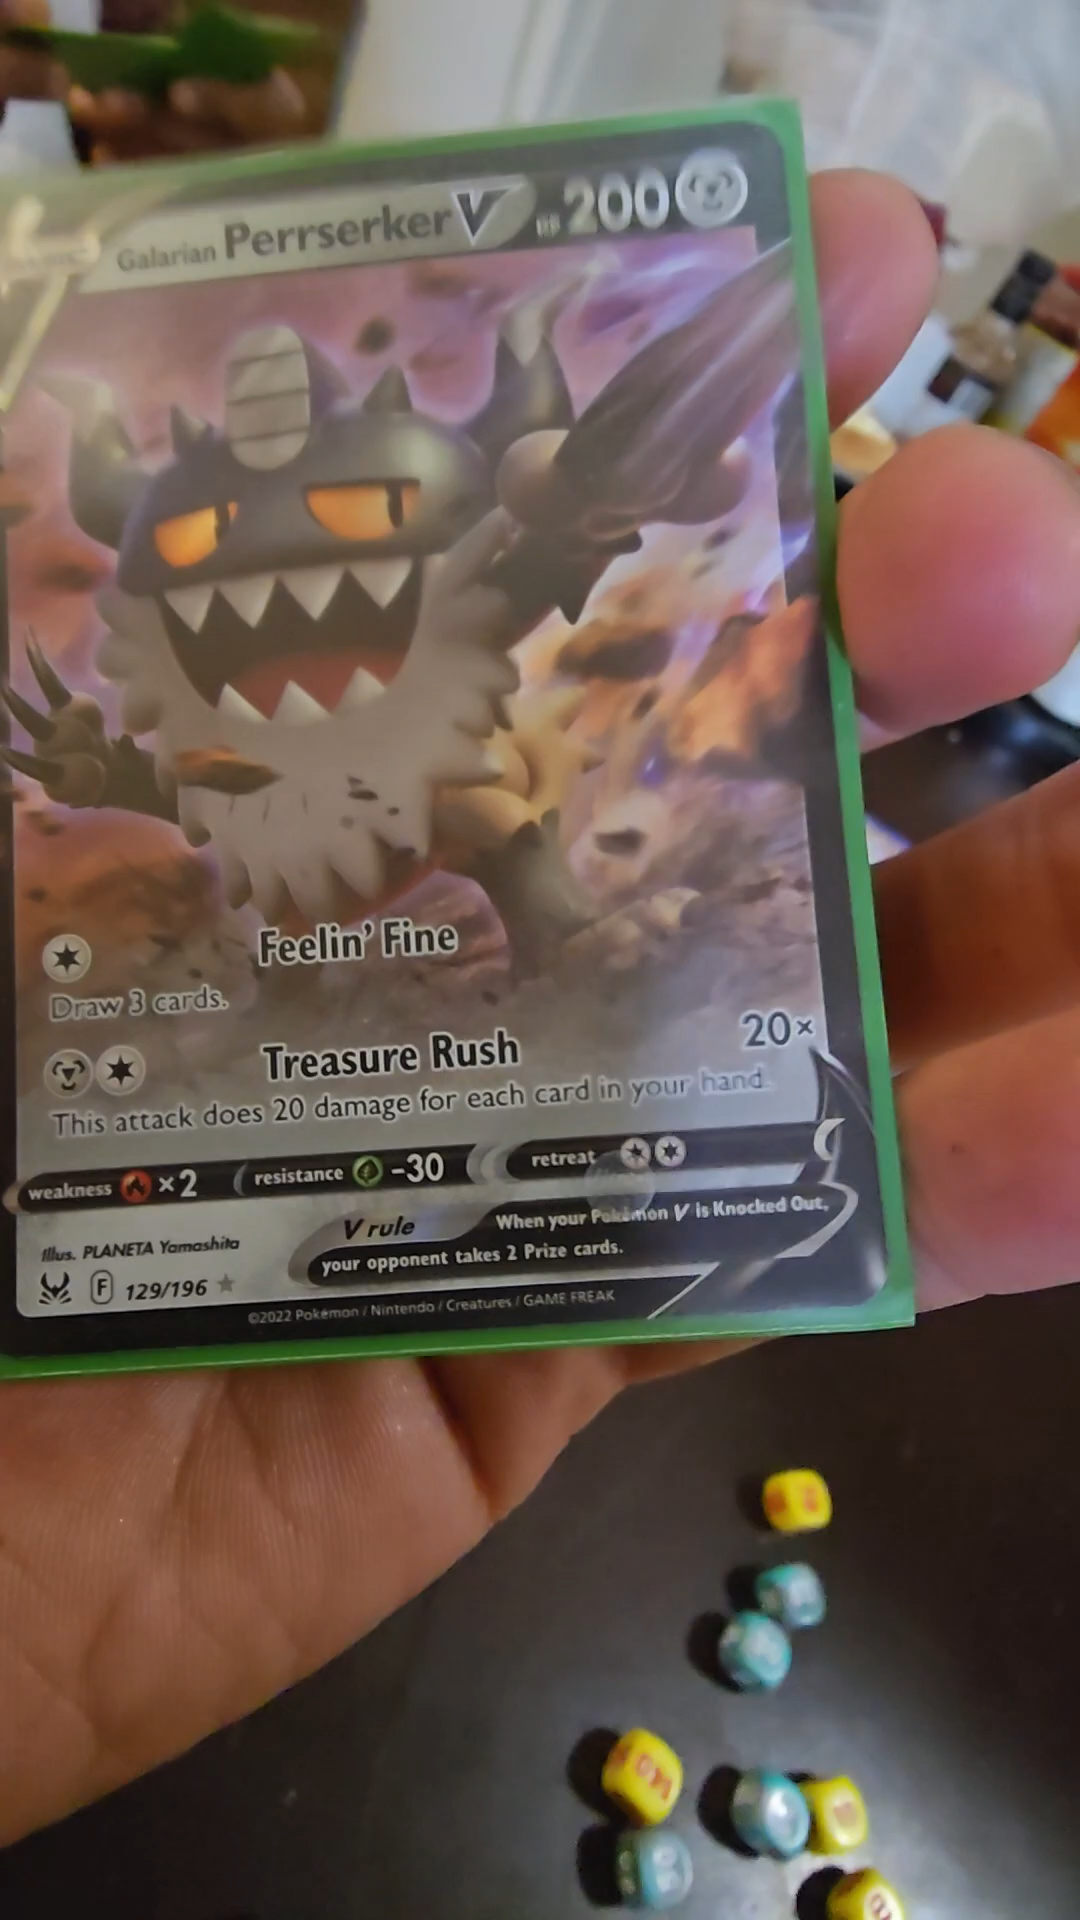 Galarian Perrserker V HP 200
Feelin' Fine
Draw 3 cards.
Treasure Rush 20×
This attack does 20 damage for each card in your hand.
weakness ×2 resistance -30 retreat
V rule When your Pokémon V is Knocked Out,
your opponent takes 2 Prize cards.
Illus. PLANETA Yamashita
F 129/196
©2022 Pokémon / Nintendo / Creatures / GAME FREAK